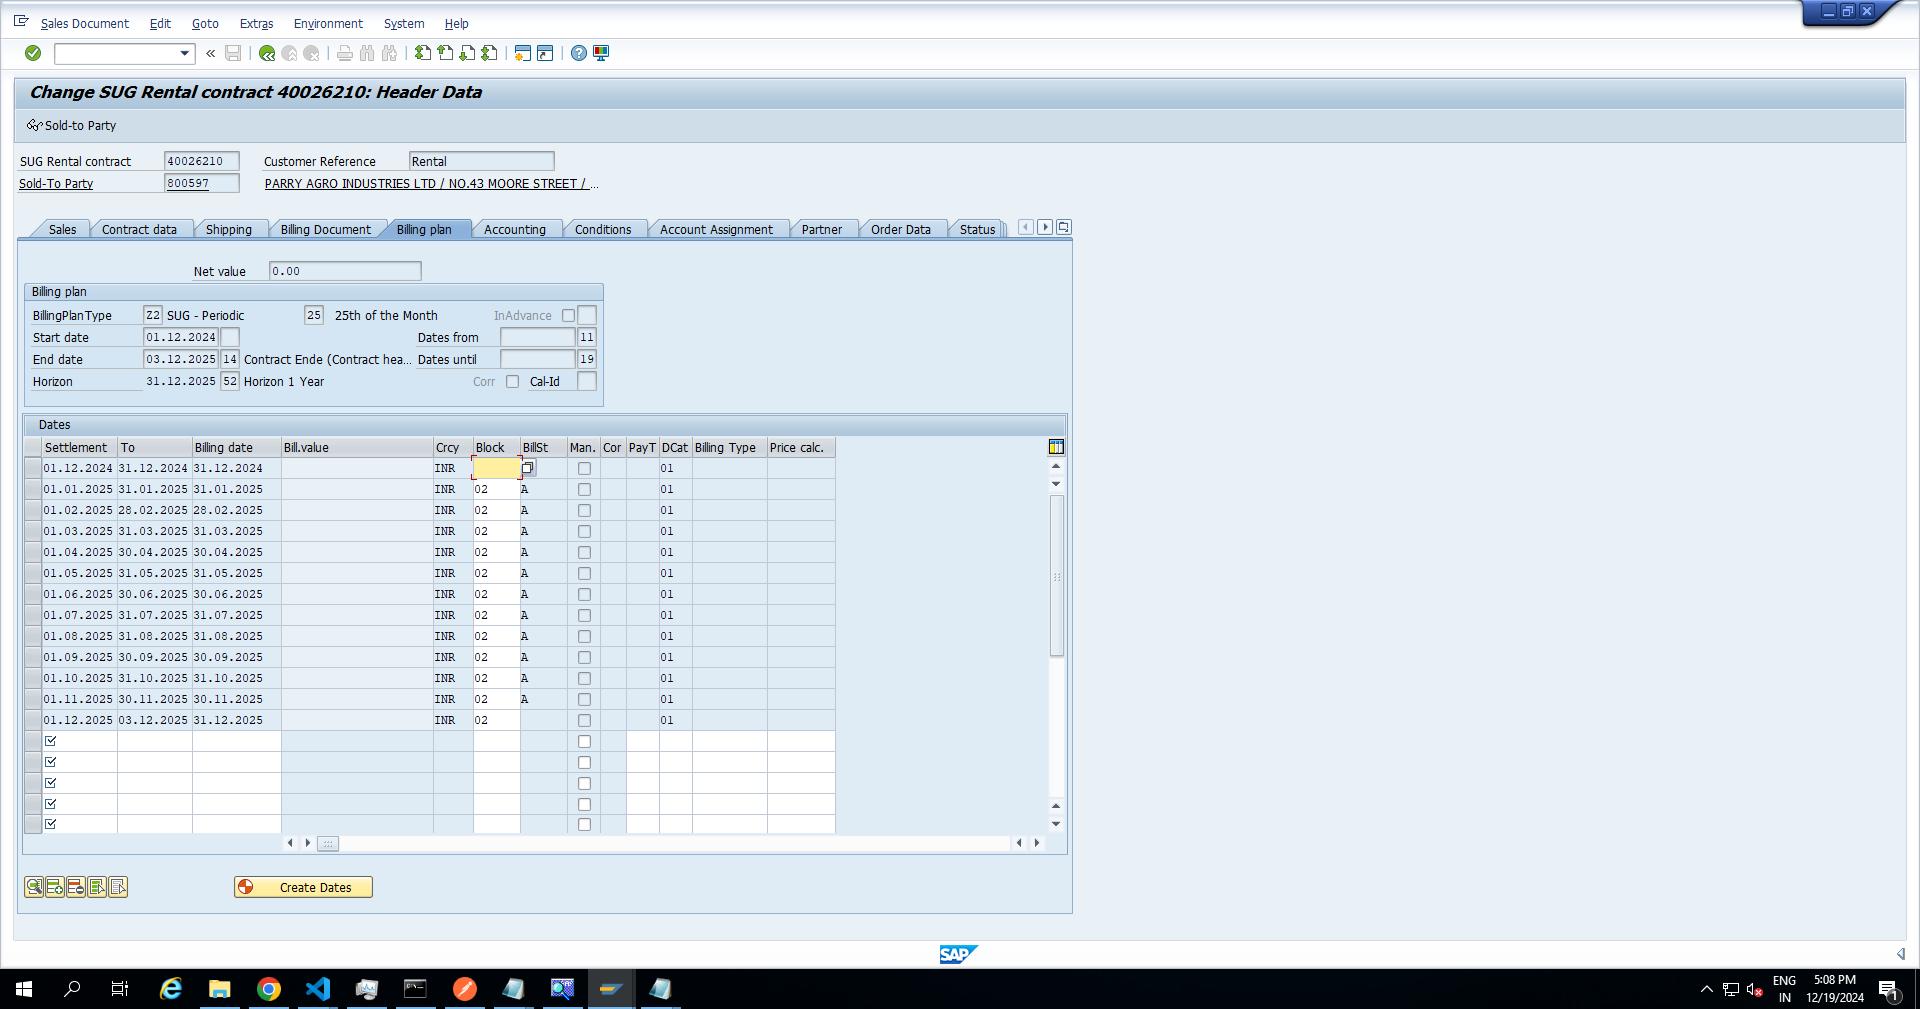 Sales Document Edit Goto Extras Environment System Help
Change SUG Rental contract 40026210: Header Data
Sold-to Party
SUG Rental contract 40026210 Customer Reference Rental
Sold-To Party 800597 PARRY AGRO INDUSTRIES LTD / NO.43 MOORE STREET / ...
Sales Contract data Shipping Billing Document Billing plan Accounting Conditions Account Assignment Partner Order Data Status
Net value 0.00
Billing plan
BillingPlanType Z2 SUG - Periodic 25 25th of the Month InAdvance
Start date 01.12.2024 Dates from 11
End date 03.12.2025 14 Contract Ende (Contract hea... Dates until 19
Horizon 31.12.2025 52 Horizon 1 Year Corr Cal-Id
Dates
Settlement To Billing date Bill.value Crcy Block BillSt Man. Cor PayT DCat Billing Type Price calc.
01.12.2024 31.12.2024 31.12.2024 INR 01
01.01.2025 31.01.2025 31.01.2025 INR 02 A 01
01.02.2025 28.02.2025 28.02.2025 INR 02 A 01
01.03.2025 31.03.2025 31.03.2025 INR 02 A 01
01.04.2025 30.04.2025 30.04.2025 INR 02 A 01
01.05.2025 31.05.2025 31.05.2025 INR 02 A 01
01.06.2025 30.06.2025 30.06.2025 INR 02 A 01
01.07.2025 31.07.2025 31.07.2025 INR 02 A 01
01.08.2025 31.08.2025 31.08.2025 INR 02 A 01
01.09.2025 30.09.2025 30.09.2025 INR 02 A 01
01.10.2025 31.10.2025 31.10.2025 INR 02 A 01
01.11.2025 30.11.2025 30.11.2025 INR 02 A 01
01.12.2025 03.12.2025 31.12.2025 INR 02 01
Create Dates
SAP
ENG 5:08 PM
IN 12/19/2024 1